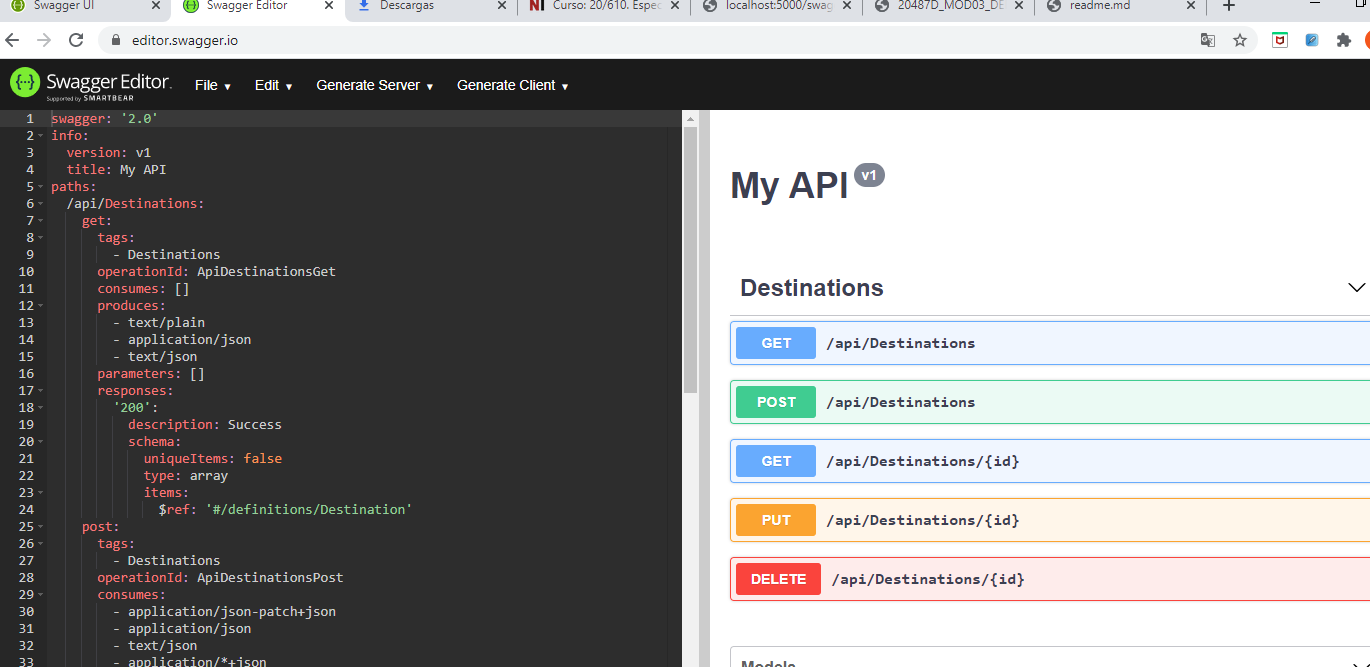 Swagger UI
Swagger Editor
Descargas
Curso: 20/610. Espec
localhost:5000/swag
20487D_MOD03_DE
readme.md
editor.swagger.io
Swagger Editor.
Supported by SMARTBEAR
File
Edit
Generate Server
Generate Client
1 swagger: '2.0'
2 info:
3 version: v1
4 title: My API
5 paths:
6 /api/Destinations:
7 get:
8 tags:
9 - Destinations
10 operationId: ApiDestinationsGet
11 consumes: []
12 produces:
13 - text/plain
14 - application/json
15 - text/json
16 parameters: []
17 responses:
18 '200':
19 description: Success
20 schema:
21 uniqueItems: false
22 type: array
23 items:
24 $ref: '#/definitions/Destination'
25 post:
26 tags:
27 - Destinations
28 operationId: ApiDestinationsPost
29 consumes:
30 - application/json-patch+json
31 - application/json
32 - text/json
33 - application/*+json
My API v1
Destinations
GET /api/Destinations
POST /api/Destinations
GET /api/Destinations/{id}
PUT /api/Destinations/{id}
DELETE /api/Destinations/{id}
Models